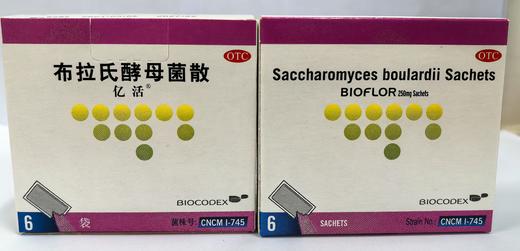 OTC
布拉氏酵母菌散
亿活®
BIOCODEX
6 袋 菌株号: CNCM I-745
OTC
Saccharomyces boulardii Sachets
BIOFLOR 250mg Sachets
BIOCODEX
6 SACHETS Strain No.: CNCM I-745